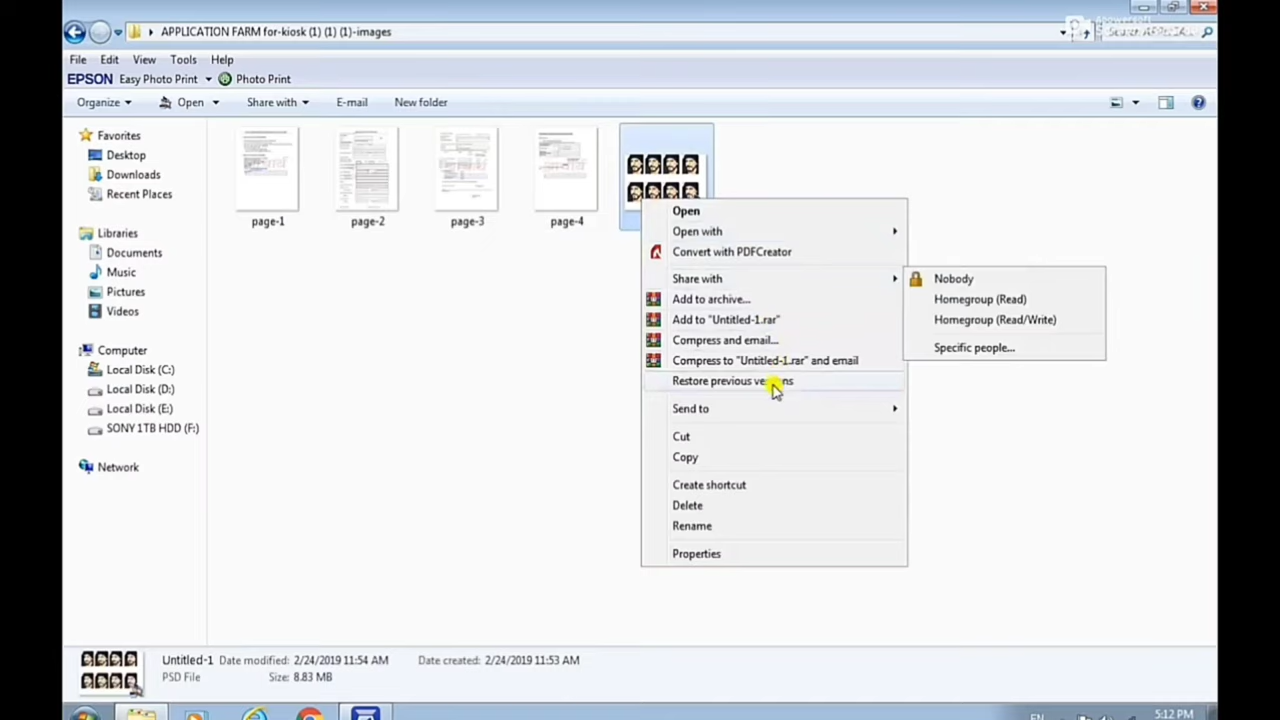 APPLICATION FARM for-kiosk (1) (1) (1)-images
File Edit View Tools Help
EPSON Easy Photo Print Photo Print
Organize Open Share with E-mail New folder
Favorites
Desktop
Downloads
Recent Places
Libraries
Documents
Music
Pictures
Videos
Computer
Local Disk (C:)
Local Disk (D:)
Local Disk (E:)
SONY 1TB HDD (F:)
Network
page-1 page-2 page-3 page-4
Open
Open with
Convert with PDFCreator
Share with
Add to archive...
Add to "Untitled-1.rar"
Compress and email...
Compress to "Untitled-1.rar" and email
Restore previous versions
Send to
Cut
Copy
Create shortcut
Delete
Rename
Properties
Nobody
Homegroup (Read)
Homegroup (Read/Write)
Specific people...
Untitled-1 Date modified: 2/24/2019 11:54 AM Date created: 2/24/2019 11:53 AM
PSD File Size: 8.83 MB
5:12 PM